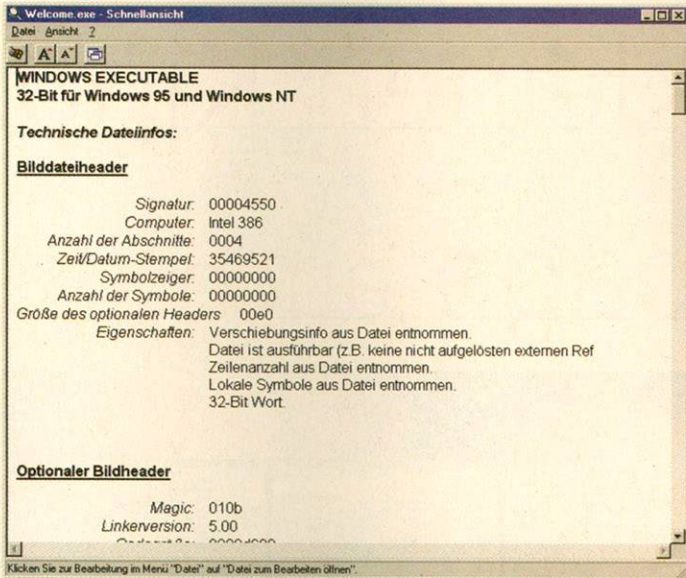 Welcome.exe - Schnellansicht
Datei Ansicht ?
WINDOWS EXECUTABLE
32-Bit für Windows 95 und Windows NT
Technische Dateiinfos:
Bilddateiheader
Signatur: 00004550
Computer: Intel 386
Anzahl der Abschnitte: 0004
Zeit/Datum-Stempel: 35469521
Symbolzeiger: 00000000
Anzahl der Symbole: 00000000
Größe des optionalen Headers 00e0
Eigenschaften: Verschiebungsinfo aus Datei entnommen.
Datei ist ausführbar (z.B. keine nicht aufgelösten externen Ref
Zeilenanzahl aus Datei entnommen.
Lokale Symbole aus Datei entnommen.
32-Bit Wort.
Optionaler Bildheader
Magic: 010b
Linkerversion: 5.00
Klicken Sie zur Bearbeitung im Menü "Datei" auf "Datei zum Bearbeiten öffnen".